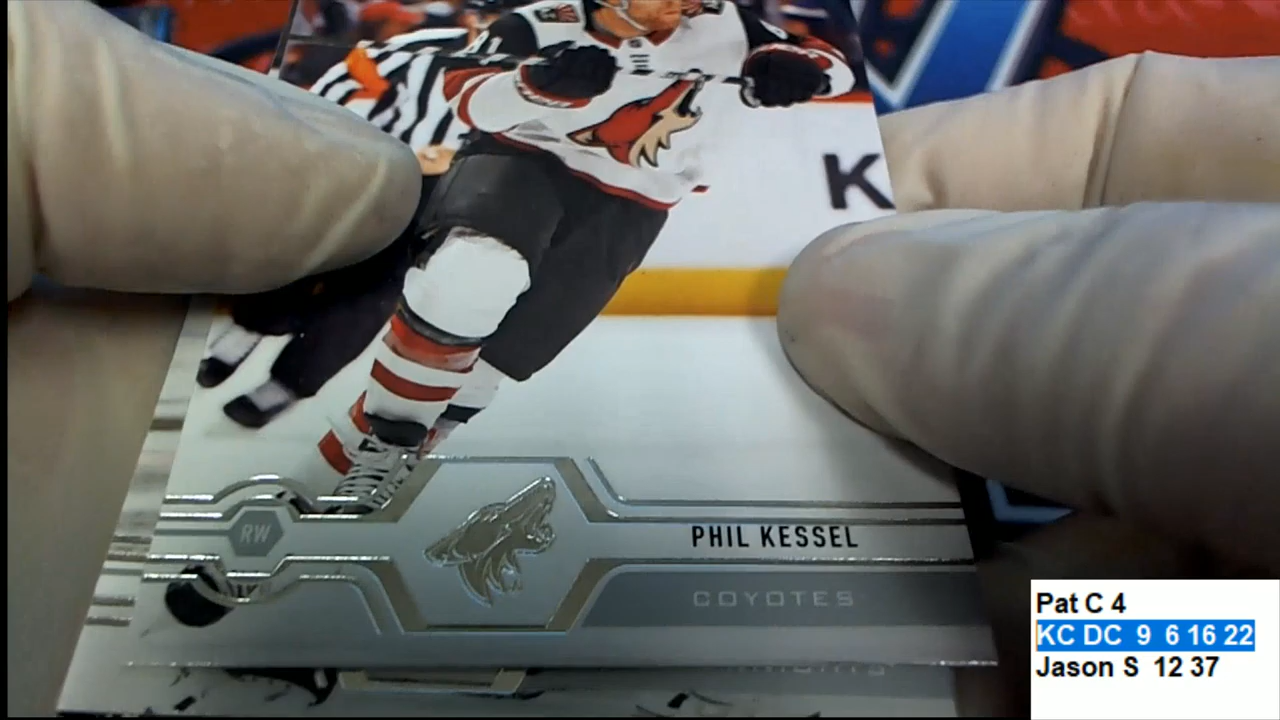 K
RW
PHIL KESSEL
COYOTES
Pat C 4
KC DC 9 6 16 22
Jason S 12 37